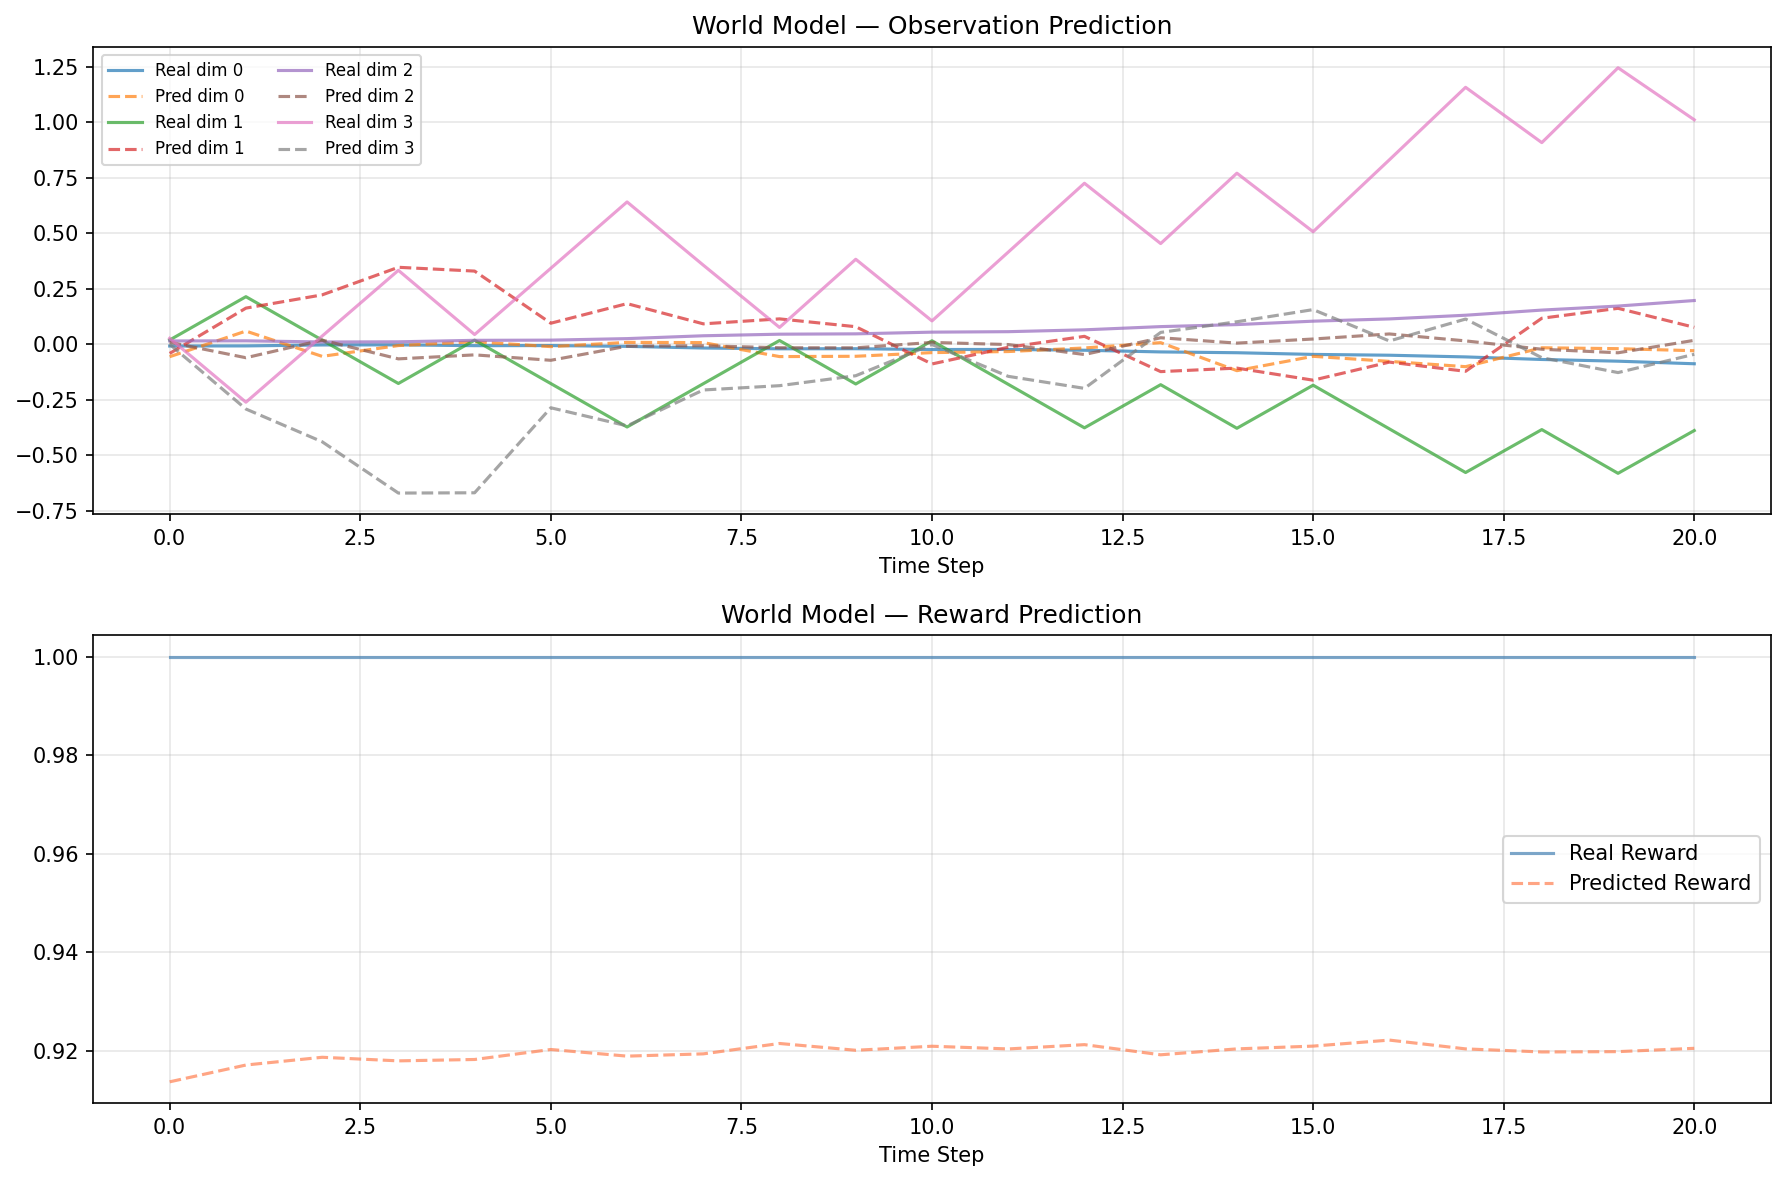 World Model — Observation Prediction
1.25
1.00
0.75
0.50
0.25
0.00
−0.25
−0.50
−0.75
Real dim 0
Pred dim 0
Real dim 1
Pred dim 1
Real dim 2
Pred dim 2
Real dim 3
Pred dim 3
0.0 2.5 5.0 7.5 10.0 12.5 15.0 17.5 20.0
Time Step
World Model — Reward Prediction
1.00
0.98
0.96
0.94
0.92
Real Reward
Predicted Reward
0.0 2.5 5.0 7.5 10.0 12.5 15.0 17.5 20.0
Time Step